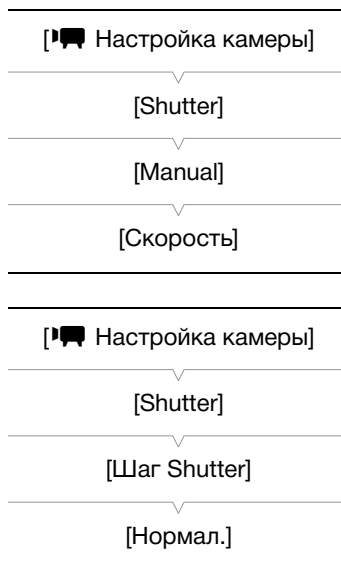 [ Настройка камеры]
[Shutter]
[Manual]
[Скорость]
[ Настройка камеры]
[Shutter]
[Шаг Shutter]
[Нормал.]